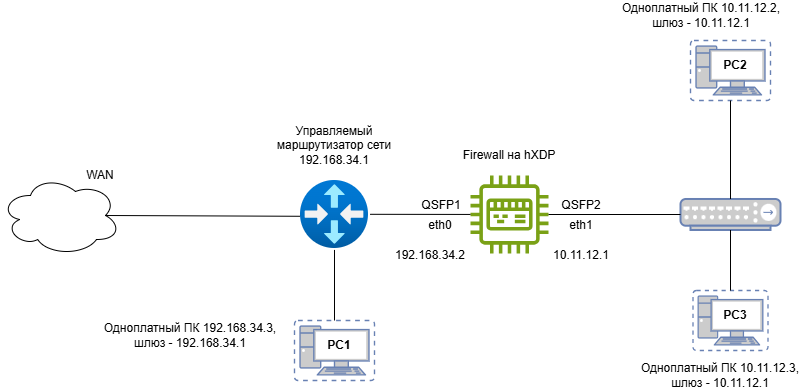 Одноплатный ПК 10.11.12.2,
шлюз - 10.11.12.1
PC2
Управляемый
маршрутизатор сети
192.168.34.1
Firewall на hXDP
WAN
QSFP1
QSFP2
eth0
eth1
192.168.34.2
10.11.12.1
Одноплатный ПК 192.168.34.3,
шлюз - 192.168.34.1
PC1
PC3
Одноплатный ПК 10.11.12.3,
шлюз - 10.11.12.1